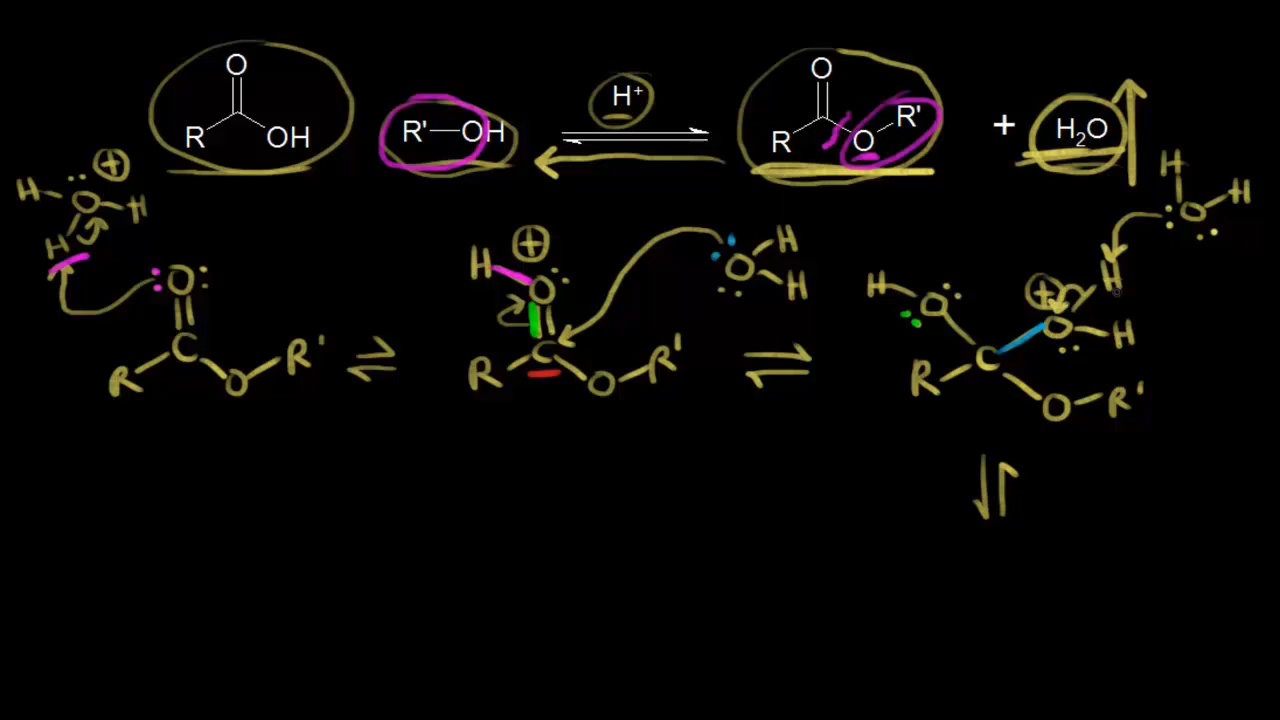 O O
R OH R'—OH H⁺ R O R' + H₂O
H O H ⊕ H
H O H
O H O ⊕ O H H
H O O ⊕ H H
R C O R' R C O R' R C O R'